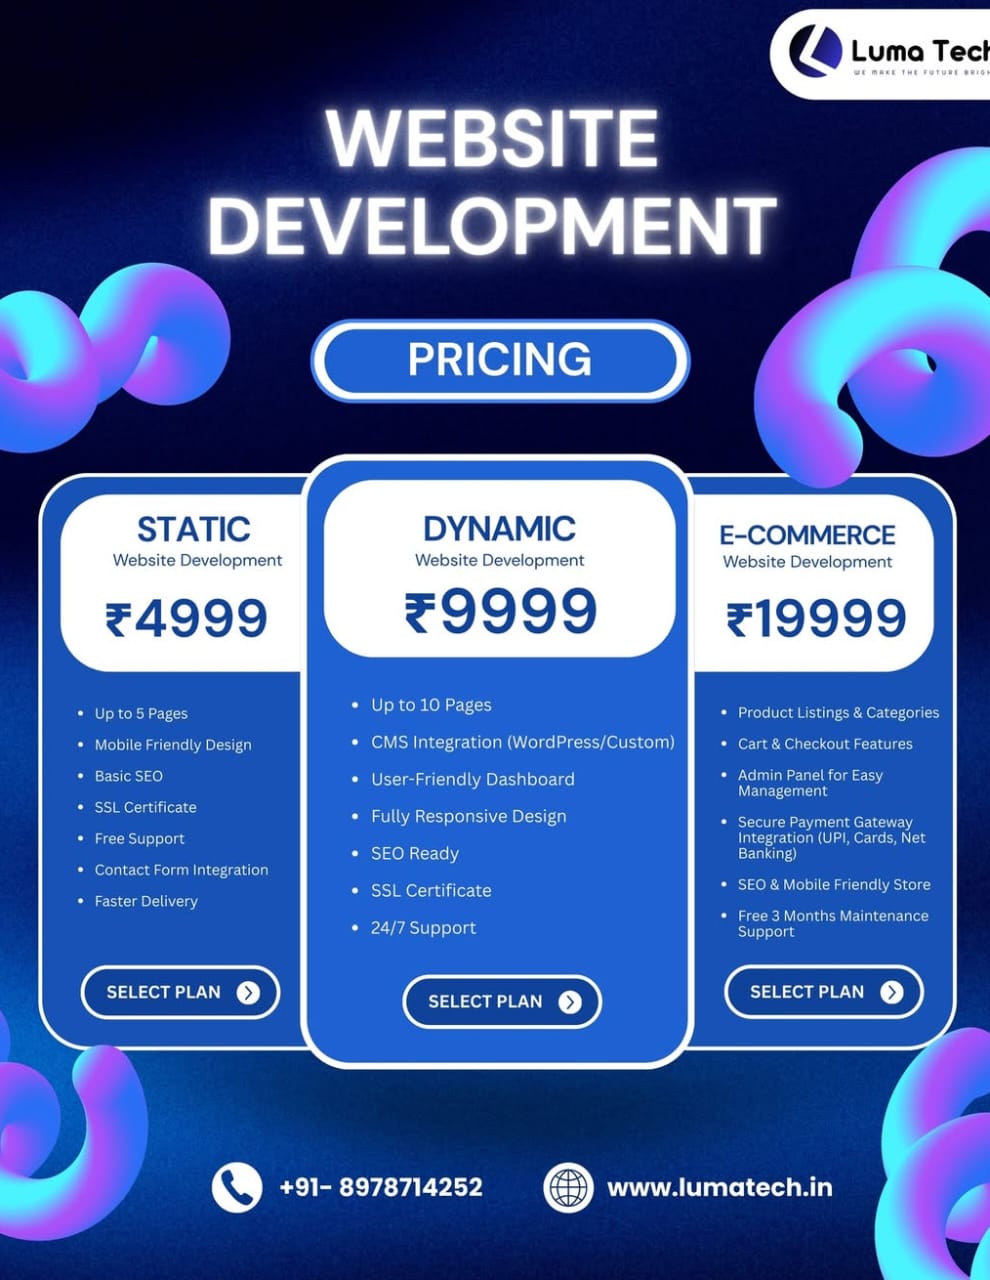 Luma Tech
WE MAKE THE FUTURE BRIGH
WEBSITE
DEVELOPMENT
PRICING
STATIC
Website Development
₹4999
• Up to 5 Pages
• Mobile Friendly Design
• Basic SEO
• SSL Certificate
• Free Support
• Contact Form Integration
• Faster Delivery
SELECT PLAN
DYNAMIC
Website Development
₹9999
• Up to 10 Pages
• CMS Integration (WordPress/Custom)
• User-Friendly Dashboard
• Fully Responsive Design
• SEO Ready
• SSL Certificate
• 24/7 Support
SELECT PLAN
E-COMMERCE
Website Development
₹19999
• Product Listings & Categories
• Cart & Checkout Features
• Admin Panel for Easy
Management
• Secure Payment Gateway
Integration (UPI, Cards, Net
Banking)
• SEO & Mobile Friendly Store
• Free 3 Months Maintenance
Support
SELECT PLAN
+91- 8978714252
www.lumatech.in